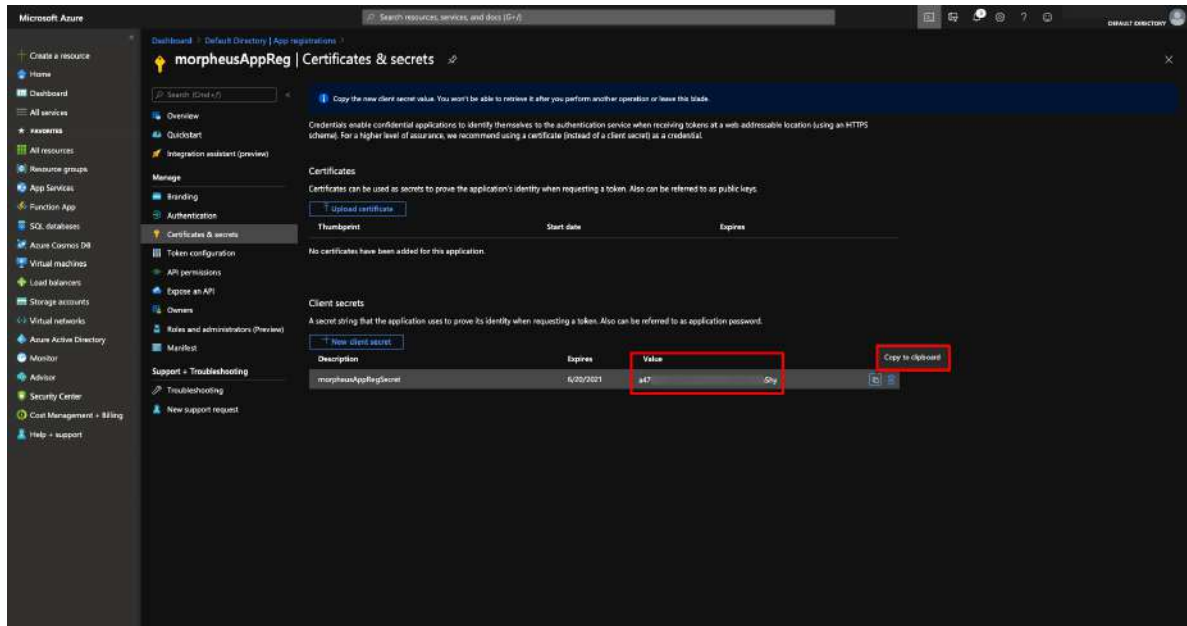 Microsoft Azure
Search resources, services, and docs (G+/)
DEFAULT DIRECTORY
Create a resource
Home
Dashboard
All services
FAVORITES
All resources
Resource groups
App Services
Function App
SQL databases
Azure Cosmos DB
Virtual machines
Load balancers
Storage accounts
Virtual networks
Azure Active Directory
Monitor
Advisor
Security Center
Cost Management + Billing
Help + support
Dashboard > Default Directory | App registrations >
morpheusAppReg | Certificates & secrets
Search (Cmd+/)
Overview
Quickstart
Integration assistant (preview)
Manage
Branding
Authentication
Certificates & secrets
Token configuration
API permissions
Expose an API
Owners
Roles and administrators (Preview)
Manifest
Support + Troubleshooting
Troubleshooting
New support request
Copy the new client secret value. You won't be able to retrieve it after you perform another operation or leave this blade.
Credentials enable confidential applications to identify themselves to the authentication service when receiving tokens at a web addressable location (using an HTTPS
scheme). For a higher level of assurance, we recommend using a certificate (instead of a client secret) as a credential.
Certificates
Certificates can be used as secrets to prove the application's identity when requesting a token. Also can be referred to as public keys.
Upload certificate
Thumbprint Start date Expires
No certificates have been added for this application.
Client secrets
A secret string that the application uses to prove its identity when requesting a token. Also can be referred to as application password.
New client secret
Description Expires Value
Copy to clipboard
morpheusAppRegSecret 6/20/2021 a47